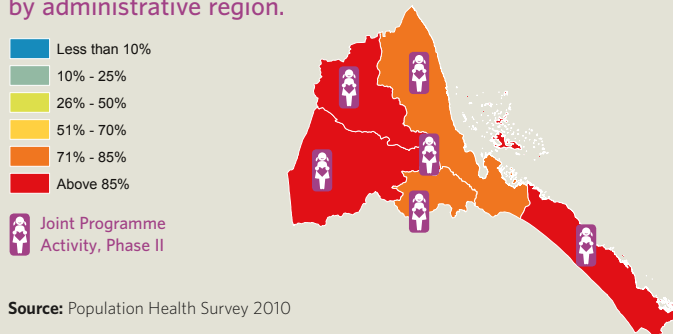 by administrative region.
Less than 10%
10% - 25%
26% - 50%
51% - 70%
71% - 85%
Above 85%
Joint Programme
Activity, Phase II
Source: Population Health Survey 2010